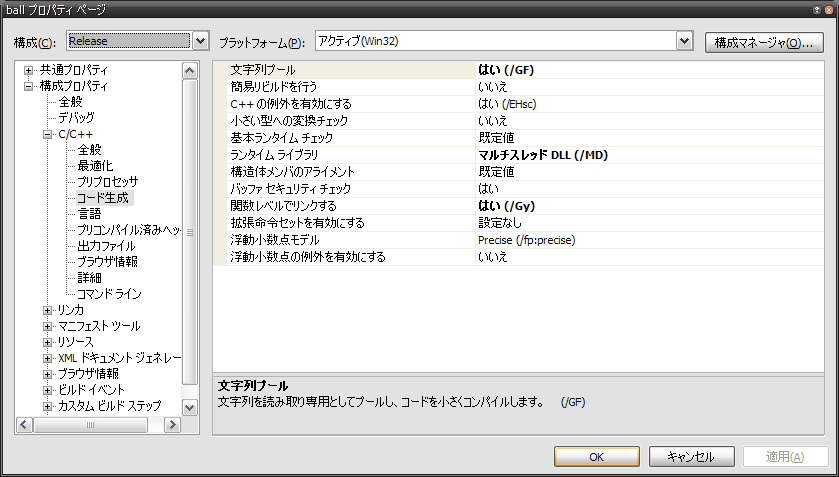 ball プロパティ ページ
構成(C): Release プラットフォーム(P): アクティブ(Win32) 構成マネージャ(O)...
共通プロパティ
構成プロパティ
全般
デバッグ
C/C++
全般
最適化
プリプロセッサ
コード生成
言語
プリコンパイル済みヘッ
出力ファイル
ブラウザ情報
詳細
コマンド ライン
リンカ
マニフェスト ツール
リソース
XML ドキュメント ジェネレー
ブラウザ情報
ビルド イベント
カスタム ビルド ステップ
文字列プール はい (/GF)
簡易リビルドを行う いいえ
C++ の例外を有効にする はい (/EHsc)
小さい型への変換チェック いいえ
基本ランタイム チェック 既定値
ランタイム ライブラリ マルチスレッド DLL (/MD)
構造体メンバのアライメント 既定値
バッファ セキュリティ チェック はい
関数レベルでリンクする はい (/Gy)
拡張命令セットを有効にする 設定なし
浮動小数点モデル Precise (/fp:precise)
浮動小数点の例外を有効にする いいえ
文字列プール
文字列を読み取り専用としてプールし、コードを小さくコンパイルします。 (/GF)
OK キャンセル 適用(A)